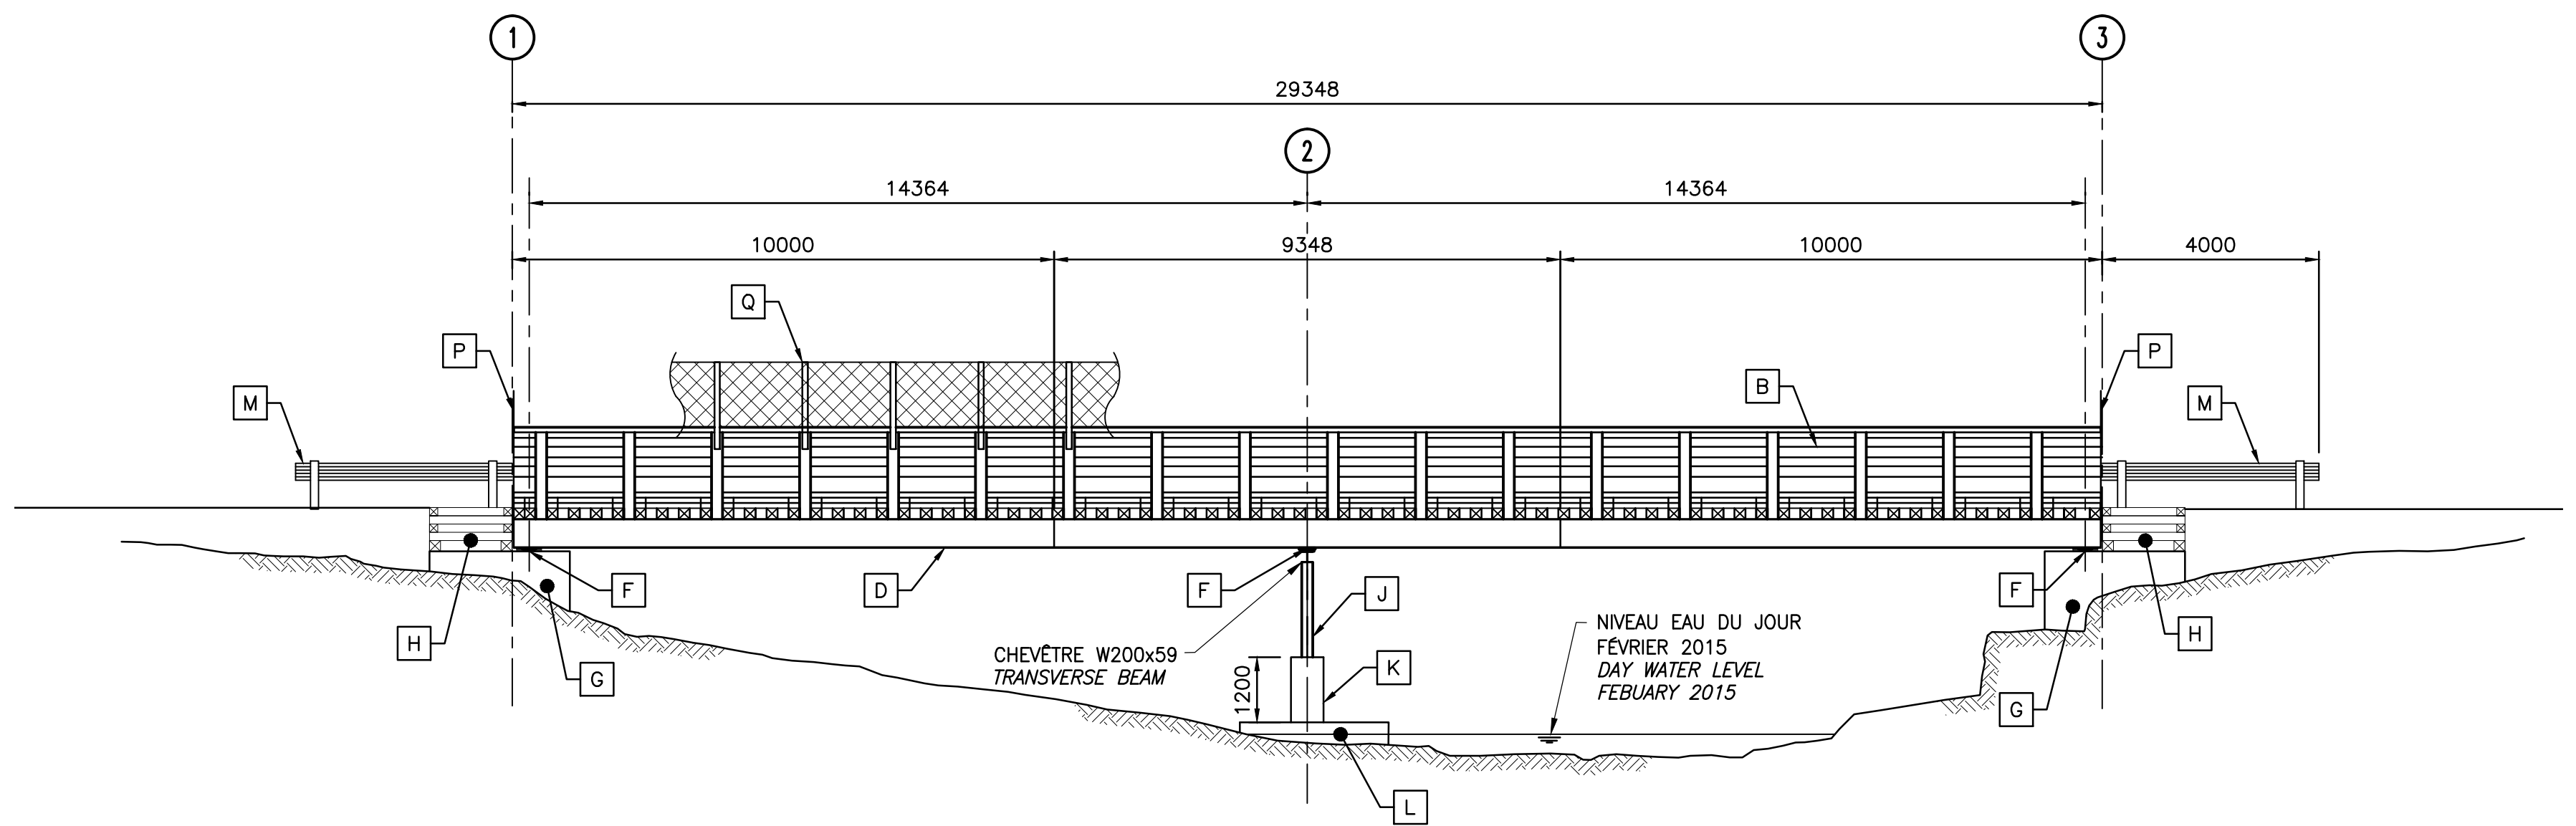 1
3
29348
2
14364
14364
10000
9348
10000
4000
Q
P
P
B
M
M
F
D
F
J
F
H
H
NIVEAU EAU DU JOUR
FÉVRIER 2015
DAY WATER LEVEL
FEBUARY 2015
CHEVÊTRE W200x59
TRANSVERSE BEAM
K
G
1200
G
L